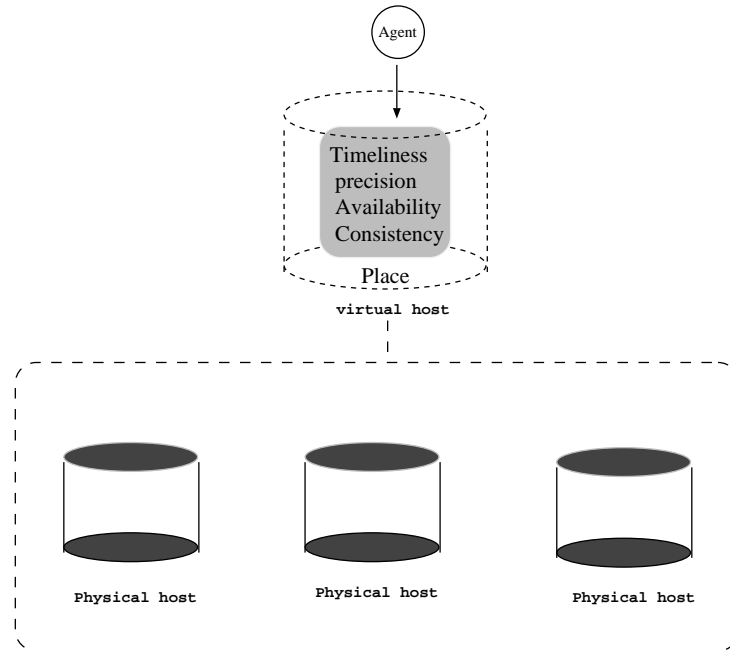 Agent
Timeliness
precision
Availability
Consistency
Place
virtual host
Physical host
Physical host
Physical host